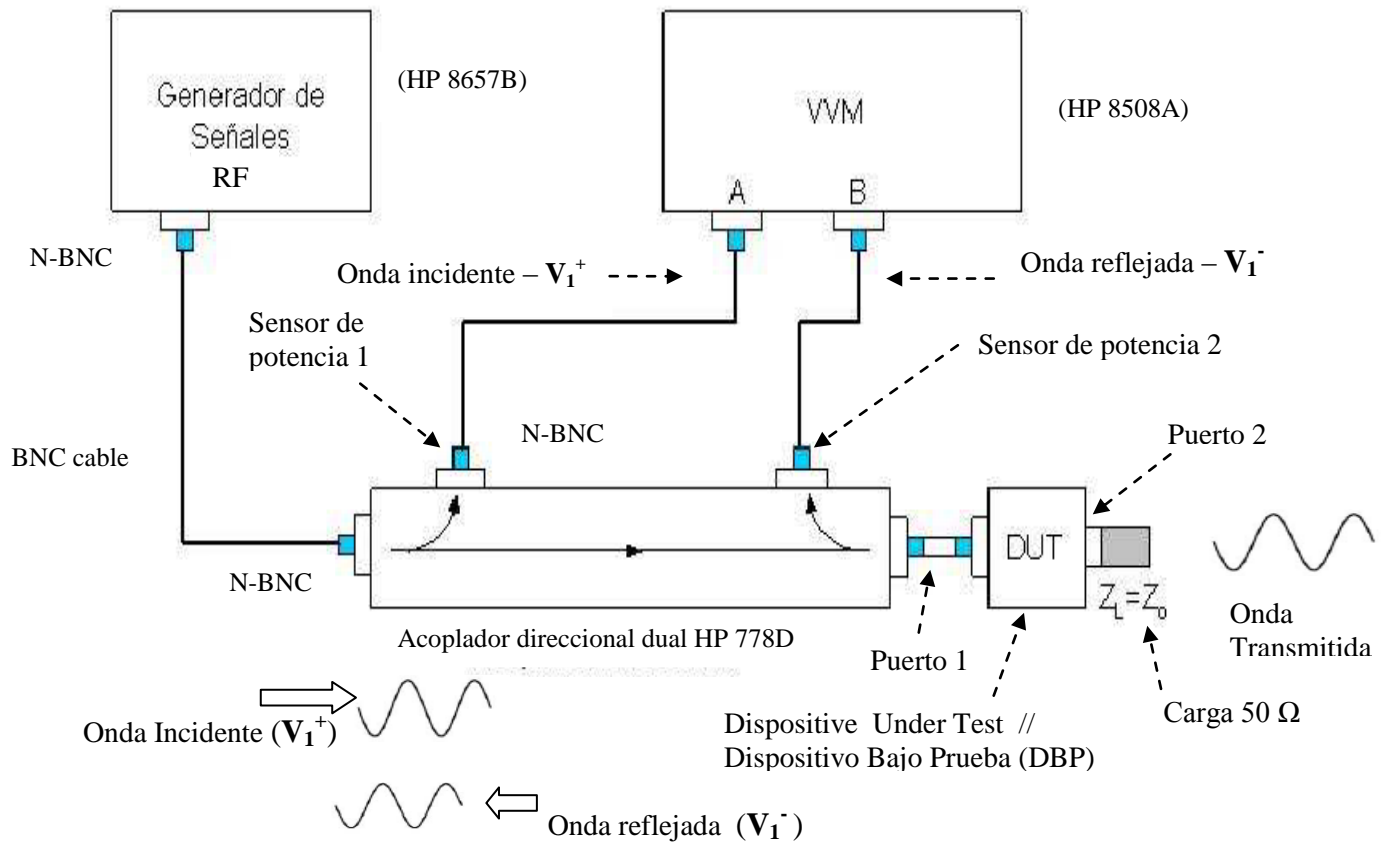 Generador de
Señales
RF
(HP 8657B)
VVM
A B
(HP 8508A)
N-BNC
Onda incidente – V₁⁺
Onda reflejada – V₁⁻
Sensor de
potencia 1
Sensor de potencia 2
N-BNC
Puerto 2
BNC cable
DUT
N-BNC
Z_L=Z_o
Onda
Transmitida
Acoplador direccional dual HP 778D
Puerto 1
Carga 50 Ω
Onda Incidente (V₁⁺)
Dispositive Under Test //
Dispositivo Bajo Prueba (DBP)
Onda reflejada (V₁⁻ )